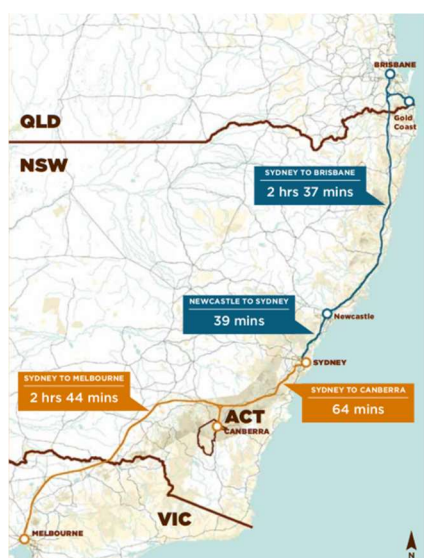 BRISBANE
Gold
Coast
QLD
NSW
SYDNEY TO BRISBANE
2 hrs 37 mins
NEWCASTLE TO SYDNEY
39 mins
Newcastle
SYDNEY
SYDNEY TO MELBOURNE
2 hrs 44 mins
SYDNEY TO CANBERRA
64 mins
ACT
CANBERRA
VIC
MELBOURNE
N